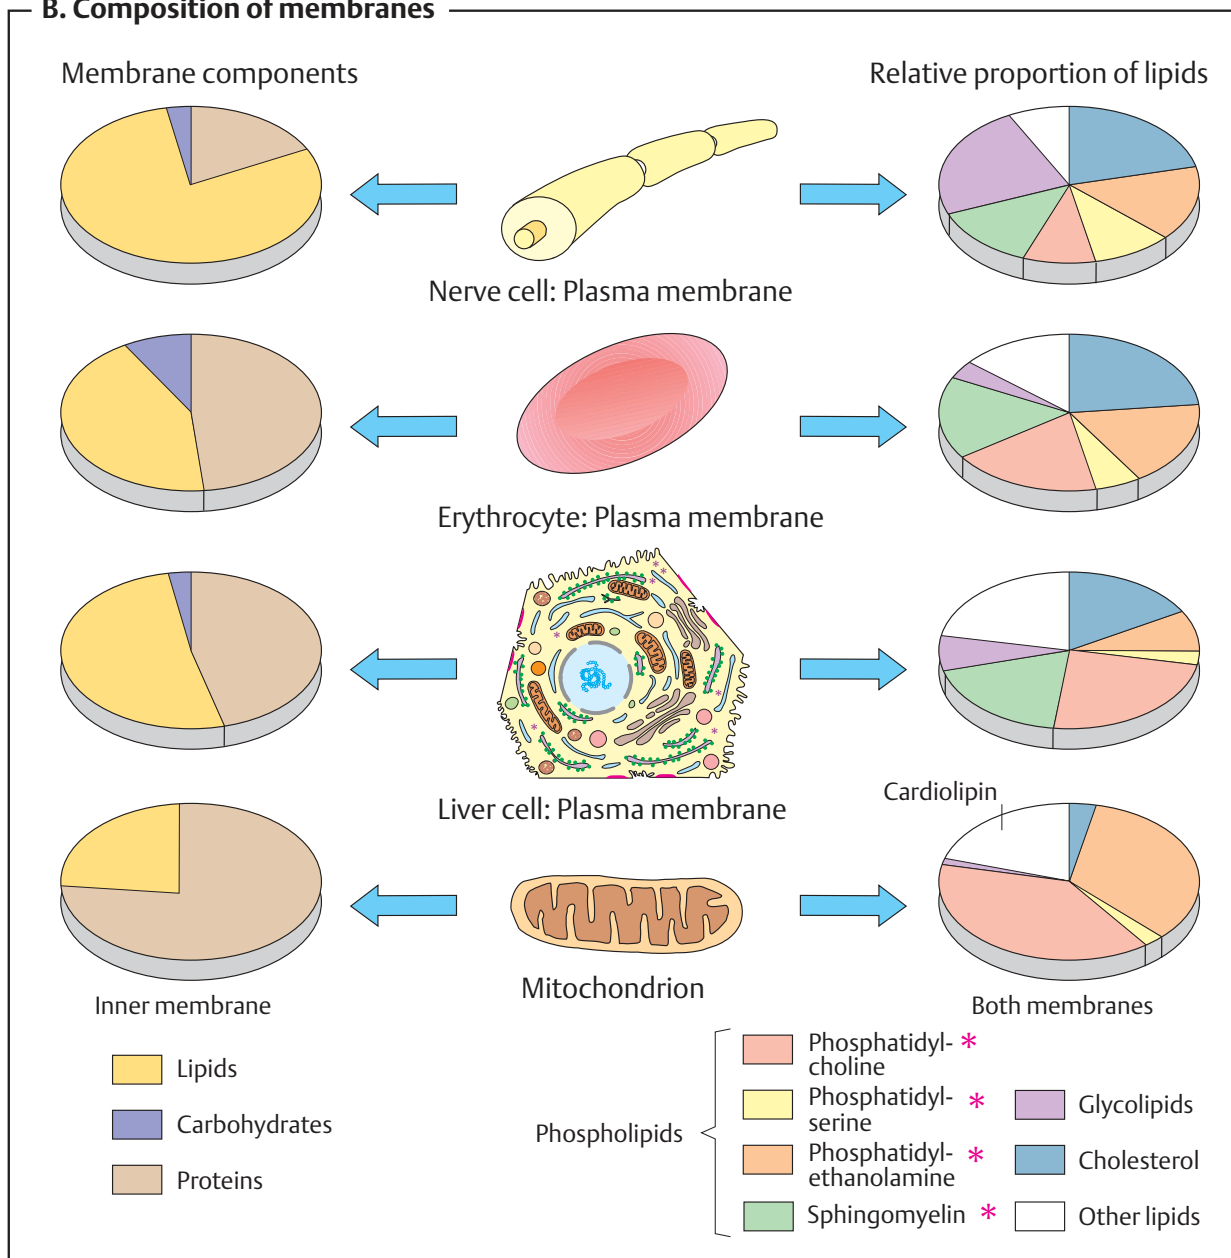 B. Composition of membranes
Membrane components
Relative proportion of lipids
Nerve cell: Plasma membrane
Erythrocyte: Plasma membrane
Liver cell: Plasma membrane
Cardiolipin
Mitochondrion
Inner membrane
Both membranes
Lipids
Carbohydrates
Proteins
Phospholipids
Phosphatidyl- *
choline
Phosphatidyl- *
serine
Phosphatidyl- *
ethanolamine
Sphingomyelin *
Glycolipids
Cholesterol
Other lipids